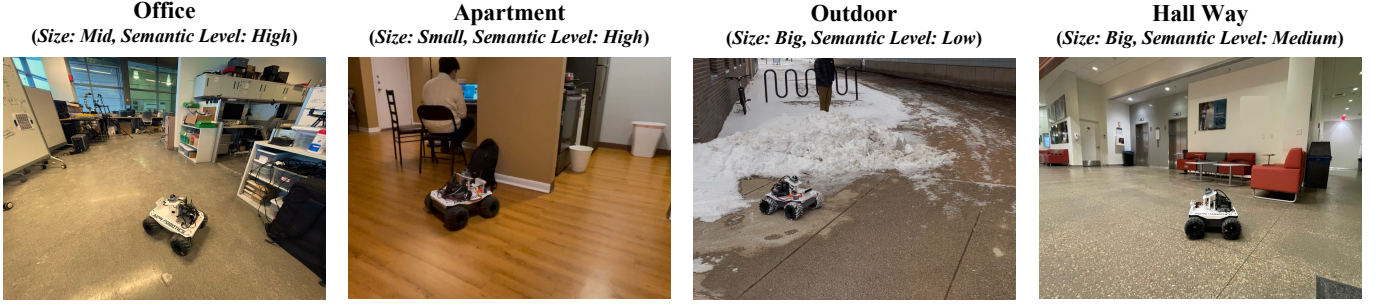 Office
(Size: Mid, Semantic Level: High)
Apartment
(Size: Small, Semantic Level: High)
Outdoor
(Size: Big, Semantic Level: Low)
Hall Way
(Size: Big, Semantic Level: Medium)